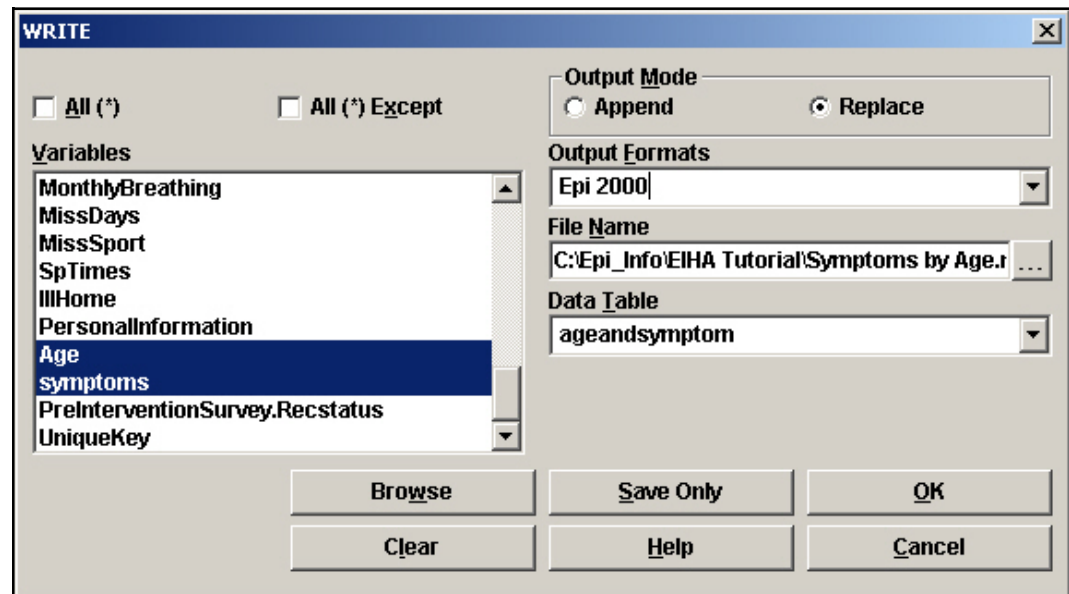 WRITE
All (*)
All (*) Except
Output Mode
Append
Replace
Variables
MonthlyBreathing
MissDays
MissSport
SpTimes
IllHome
PersonalInformation
Age
symptoms
PreInterventionSurvey.Recstatus
UniqueKey
Output Formats
Epi 2000
File Name
C:\Epi_Info\EIHA Tutorial\Symptoms by Age.r
...
Data Table
ageandsymptom
Browse
Save Only
OK
Clear
Help
Cancel